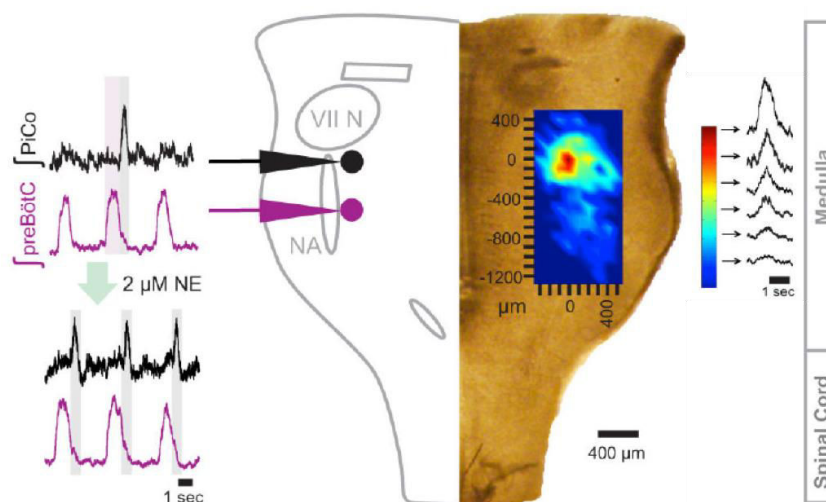 ∫PiCo
∫preBötC
2 µM NE
1 sec
VII N
NA
400
0
-400
-800
-1200
µm
0
400
400 µm
1 sec
Medulla
Spinal Cord